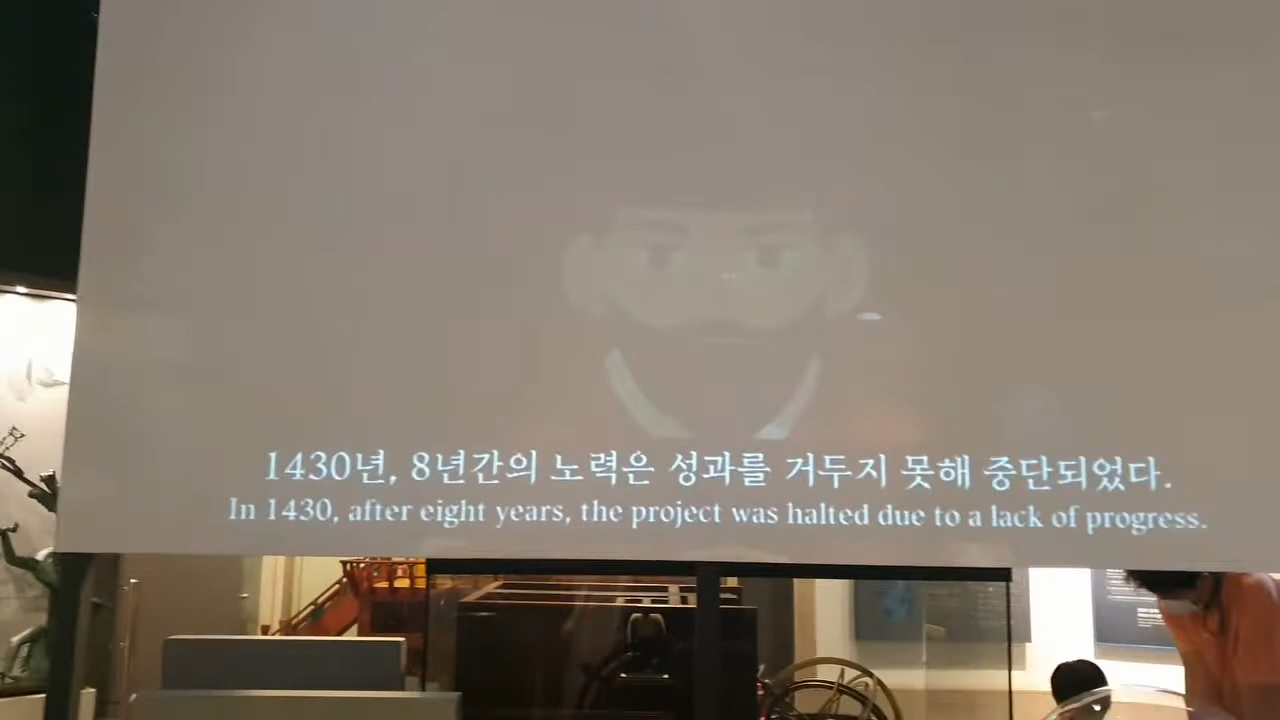 1430년, 8년간의 노력은 성과를 거두지 못해 중단되었다.
In 1430, after eight years, the project was halted due to a lack of progress.